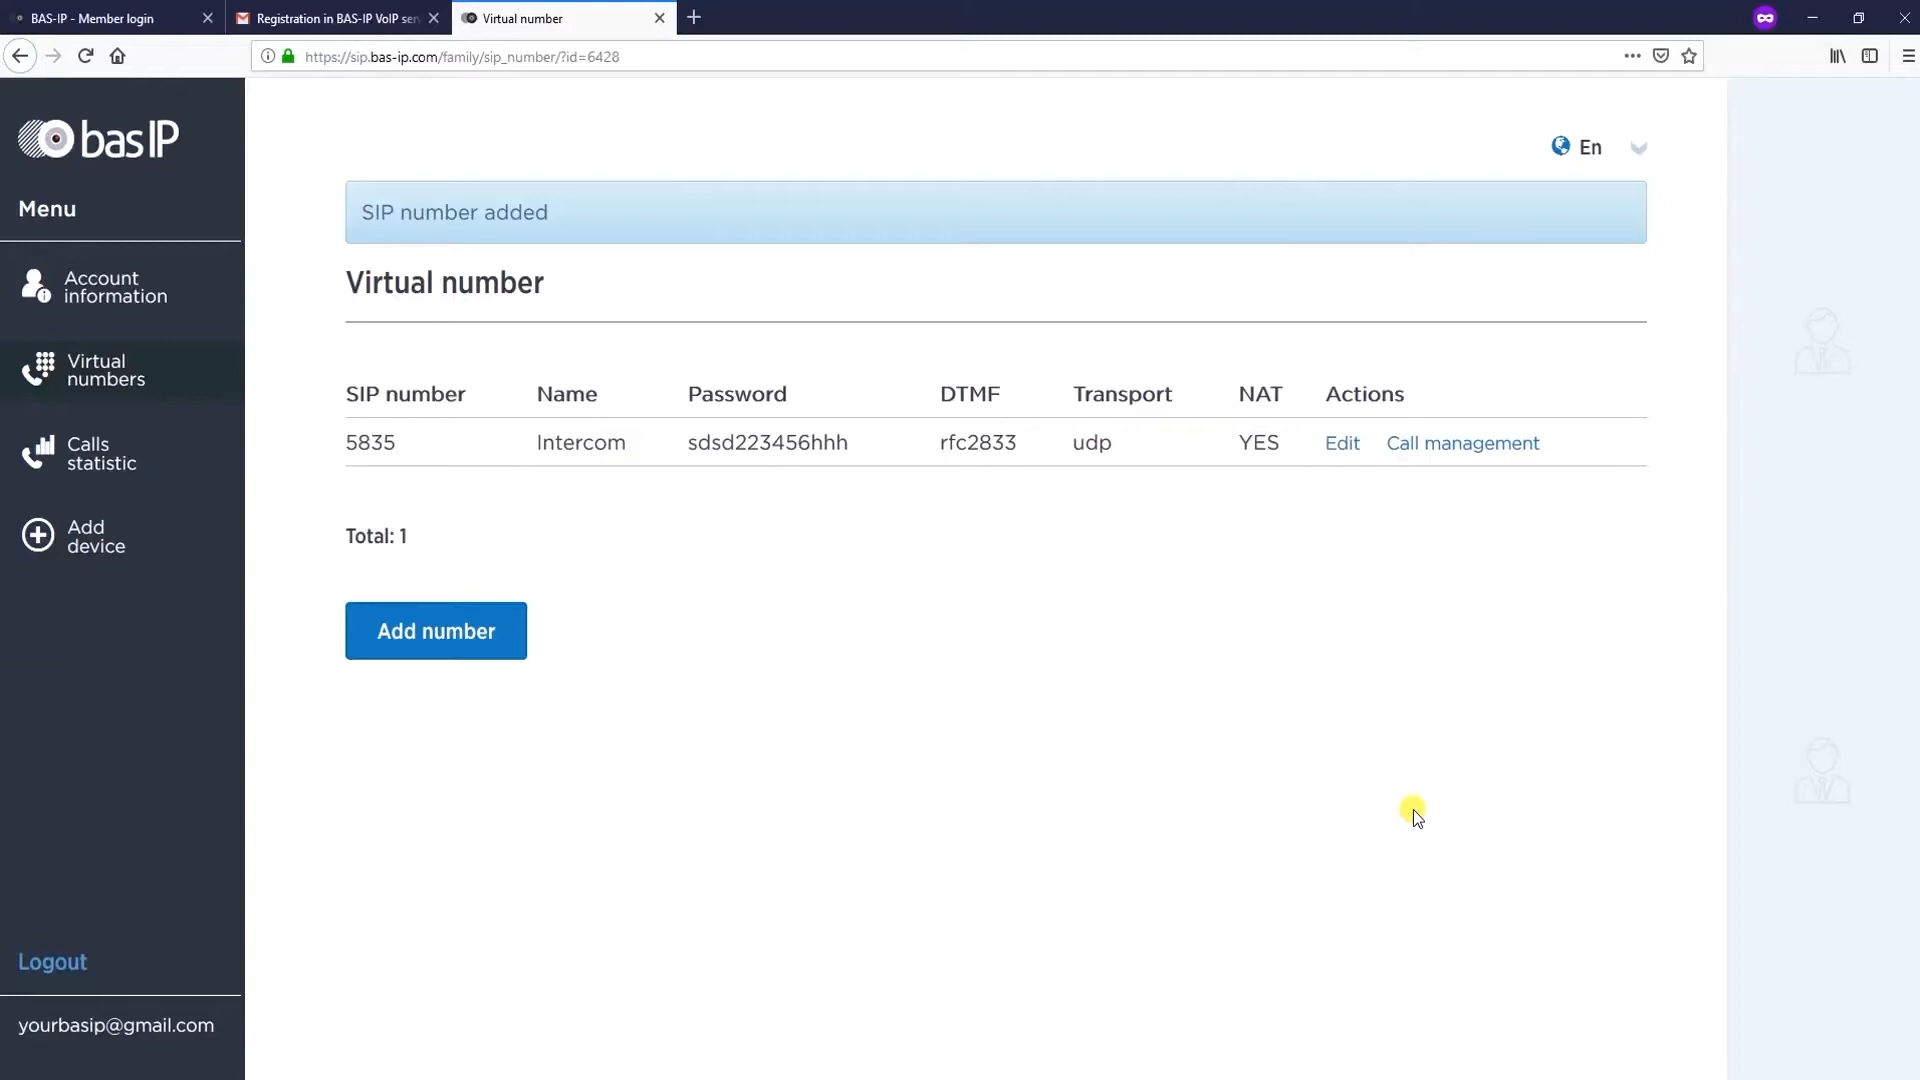 BAS-IP - Member login
Registration in BAS-IP VoIP ser
Virtual number
https://sip.bas-ip.com/family/sip_number/?id=6428
bas IP
Menu
Account
information
Virtual
numbers
Calls
statistic
Add
device
Logout
yourbasip@gmail.com
En
SIP number added
Virtual number
SIP number Name Password DTMF Transport NAT Actions
5835 Intercom sdsd223456hhh rfc2833 udp YES Edit Call management
Total: 1
Add number